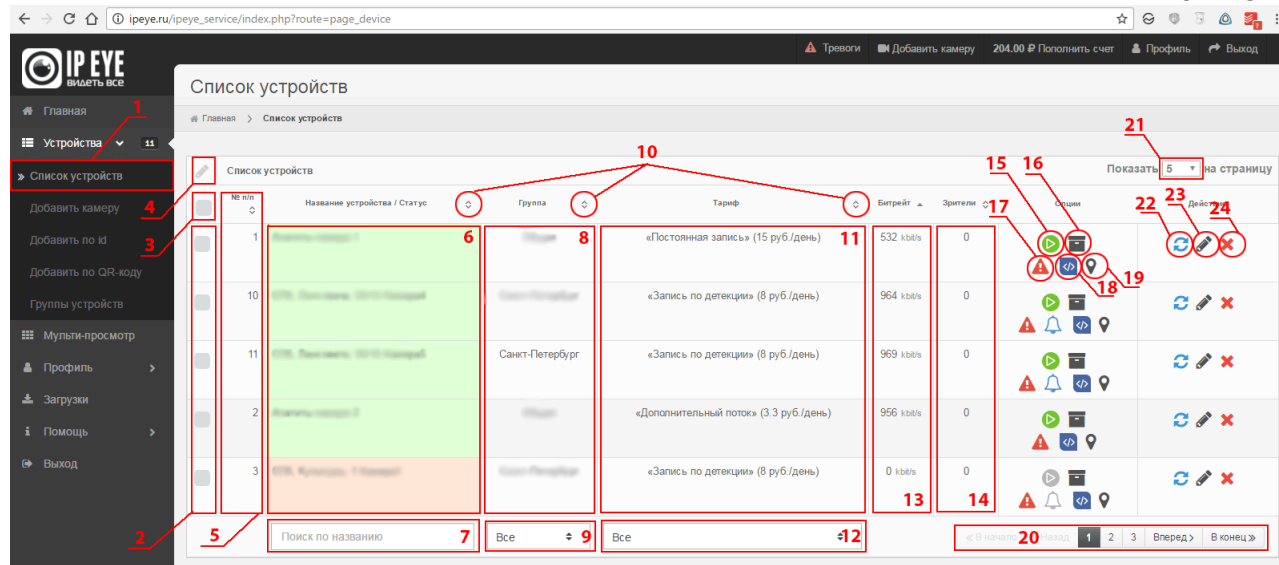 ipeye.ru/ipeye_service/index.php?route=page_device
IP EYE
ВИДЕТЬ ВСЕ
Тревоги Добавить камеру 204.00 ₽ Пополнить счет Профиль Выход
Список устройств
Главная > Список устройств
Главная 1
Устройства 11
» Список устройств
Добавить камеру
Добавить по id
Добавить по QR-коду
Группы устройств
Мульти-просмотр
Профиль >
Загрузки
Помощь >
Выход
4
3
2
5
10
21
Список устройств
15 16
Показать 5 на страницу
№ п/п Название устройства / Статус Группа Тариф Битрейт Зрители 17 Опции 22 23 24
1 6 8 «Постоянная запись» (15 руб./день) 11 532 kbit/s 0
18 19
10 «Запись по детекции» (8 руб./день) 964 kbit/s 0
11 Санкт-Петербург «Запись по детекции» (8 руб./день) 969 kbit/s 0
2 «Дополнительный поток» (3.3 руб./день) 956 kbit/s 0
3 «Запись по детекции» (8 руб./день) 0 kbit/s 0
13 14
Поиск по названию 7 Все 9 Все 12
20 1 2 3 Вперед > В конец »